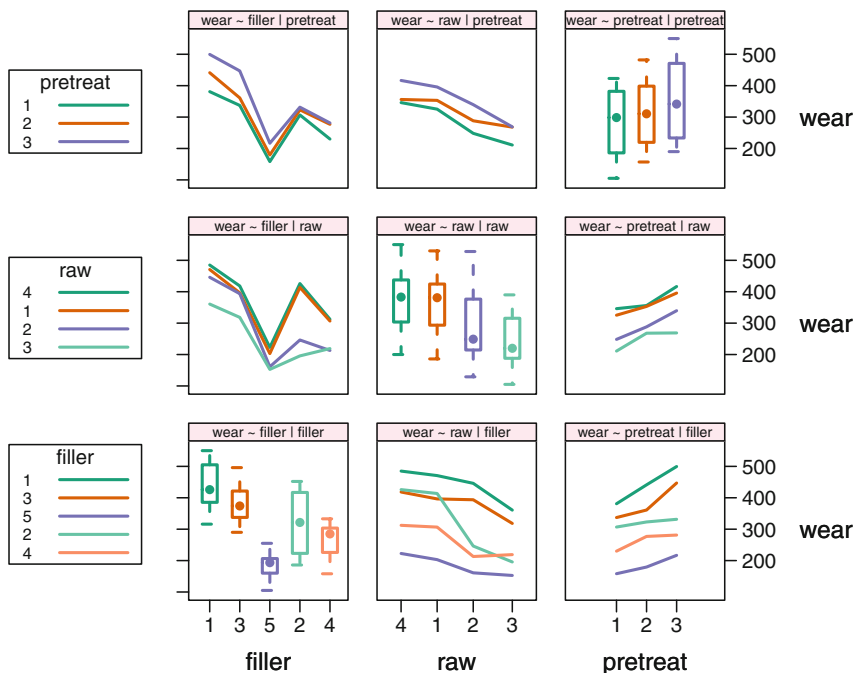 wear ~ filler | pretreat
wear ~ raw | pretreat
wear ~ pretreat | pretreat
pretreat
1
2
3
500
400
300
200
wear
wear ~ filler | raw
wear ~ raw | raw
wear ~ pretreat | raw
raw
4
1
2
3
500
400
300
200
wear
wear ~ filler | filler
wear ~ raw | filler
wear ~ pretreat | filler
filler
1
3
5
2
4
500
400
300
200
wear
1 3 5 2 4
4 1 2 3
1 2 3
filler
raw
pretreat